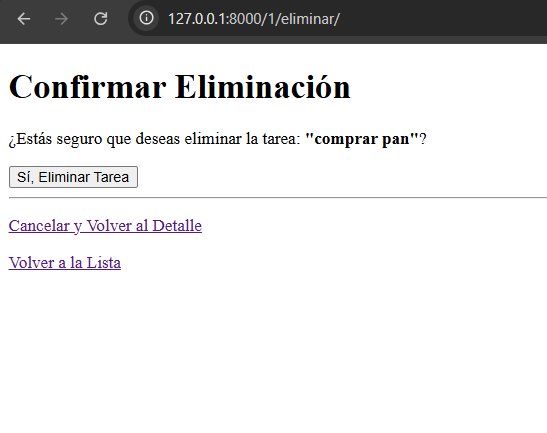 127.0.0.1:8000/1/eliminar/
Confirmar Eliminación
¿Estás seguro que deseas eliminar la tarea: "comprar pan"?
Sí, Eliminar Tarea
Cancelar y Volver al Detalle
Volver a la Lista